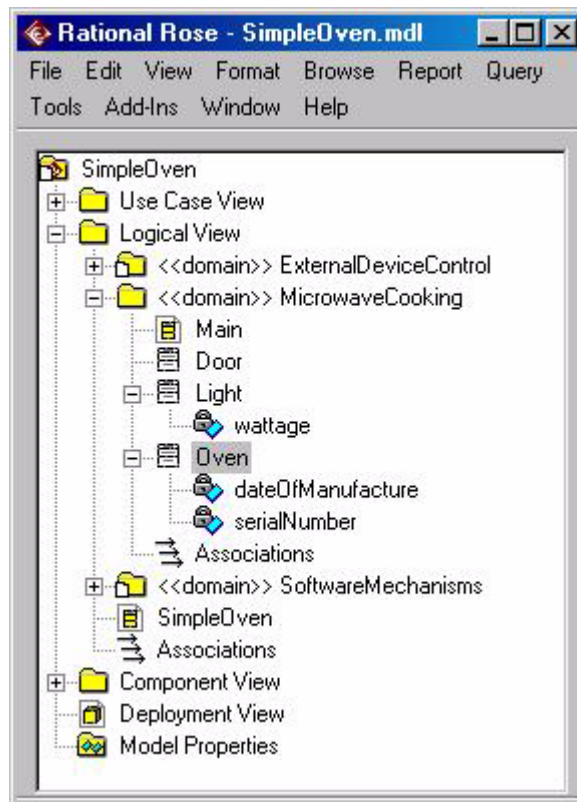 Rational Rose - SimpleOven.mdl
File Edit View Format Browse Report Query
Tools Add-Ins Window Help
SimpleOven
Use Case View
Logical View
<<domain>> ExternalDeviceControl
<<domain>> MicrowaveCooking
Main
Door
Light
wattage
Oven
dateOfManufacture
serialNumber
Associations
<<domain>> SoftwareMechanisms
SimpleOven
Associations
Component View
Deployment View
Model Properties